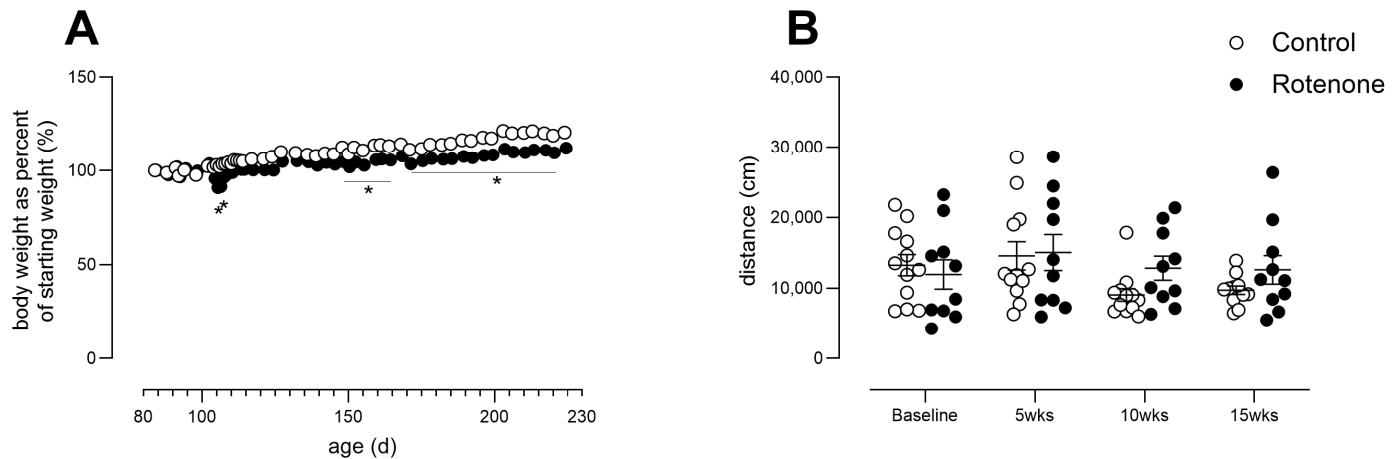 A
150
100
50
0
body weight as percent
of starting weight (%)
*
*
*
*
80
100
150
200
230
age (d)
B
Control
Rotenone
40,000
30,000
20,000
10,000
0
distance (cm)
Baseline
5wks
10wks
15wks